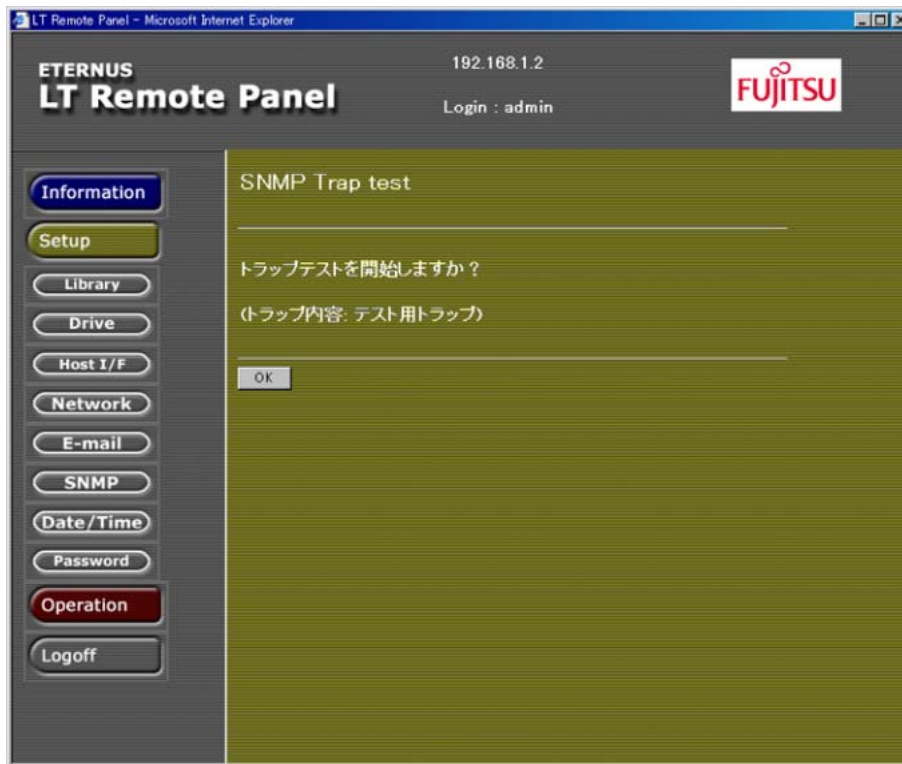 LT Remote Panel - Microsoft Internet Explorer
ETERNUS
LT Remote Panel
192.168.1.2
Login : admin
FUJITSU
Information
Setup
Library
Drive
Host I/F
Network
E-mail
SNMP
Date/Time
Password
Operation
Logoff
SNMP Trap test
トラップテストを開始しますか？
(トラップ内容: テスト用トラップ)
OK